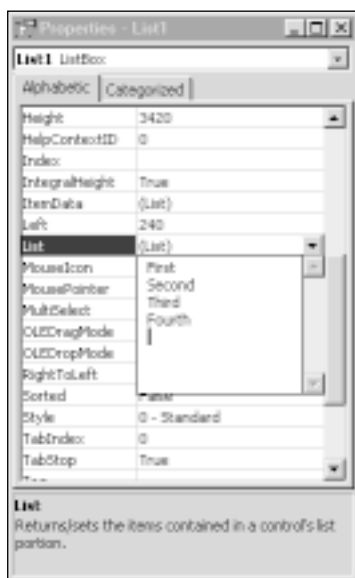 Properties - List1
List1 ListBox
Alphabetic Categorized
Height 3420
HelpContextID 0
Index
IntegralHeight True
ItemData (List)
Left 240
List (List)
MouseIcon
First
MousePointer
Second
Third
MultiSelect
Fourth
OLEDragMode
OLEDropMode
RightToLeft
Sorted False
Style 0 - Standard
TabIndex 0
TabStop True
List
Returns/sets the items contained in a control's list
portion.